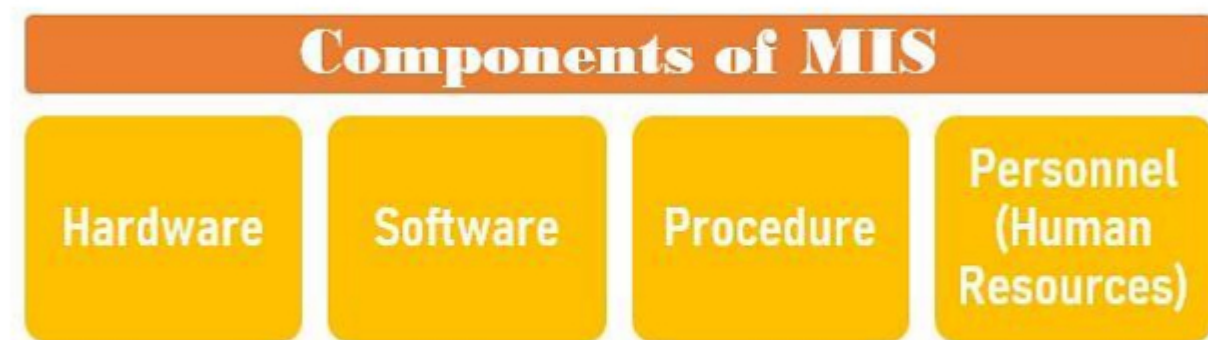 Components of MIS
Hardware
Software
Procedure
Personnel
(Human
Resources)